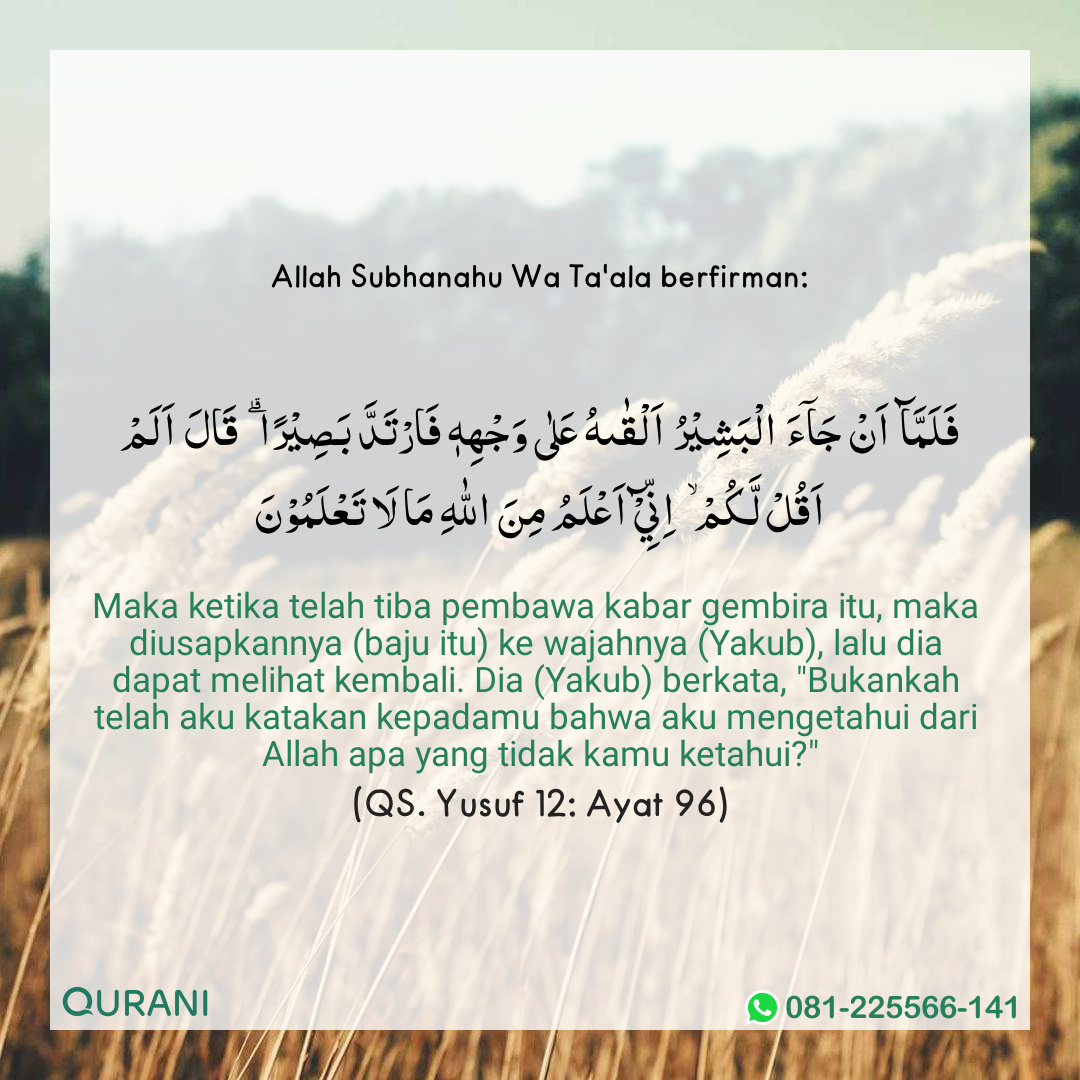 Allah Subhanahu Wa Ta'ala berfirman:
فَلَمَّاۤ اَنْ جَآءَ الْبَشِيْرُ اَلْقٰٮهُ عَلٰى وَجْهِهٖ فَارْتَدَّ بَصِيْرًا ۗ قَالَ اَلَمْ
اَقُلْ لَّكُمْ ۙ اِنِّيْۤ اَعْلَمُ مِنَ اللّٰهِ مَا لَا تَعْلَمُوْنَ
Maka ketika telah tiba pembawa kabar gembira itu, maka
diusapkannya (baju itu) ke wajahnya (Yakub), lalu dia
dapat melihat kembali. Dia (Yakub) berkata, "Bukankah
telah aku katakan kepadamu bahwa aku mengetahui dari
Allah apa yang tidak kamu ketahui?"
(QS. Yusuf 12: Ayat 96)
QURANI
081-225566-141